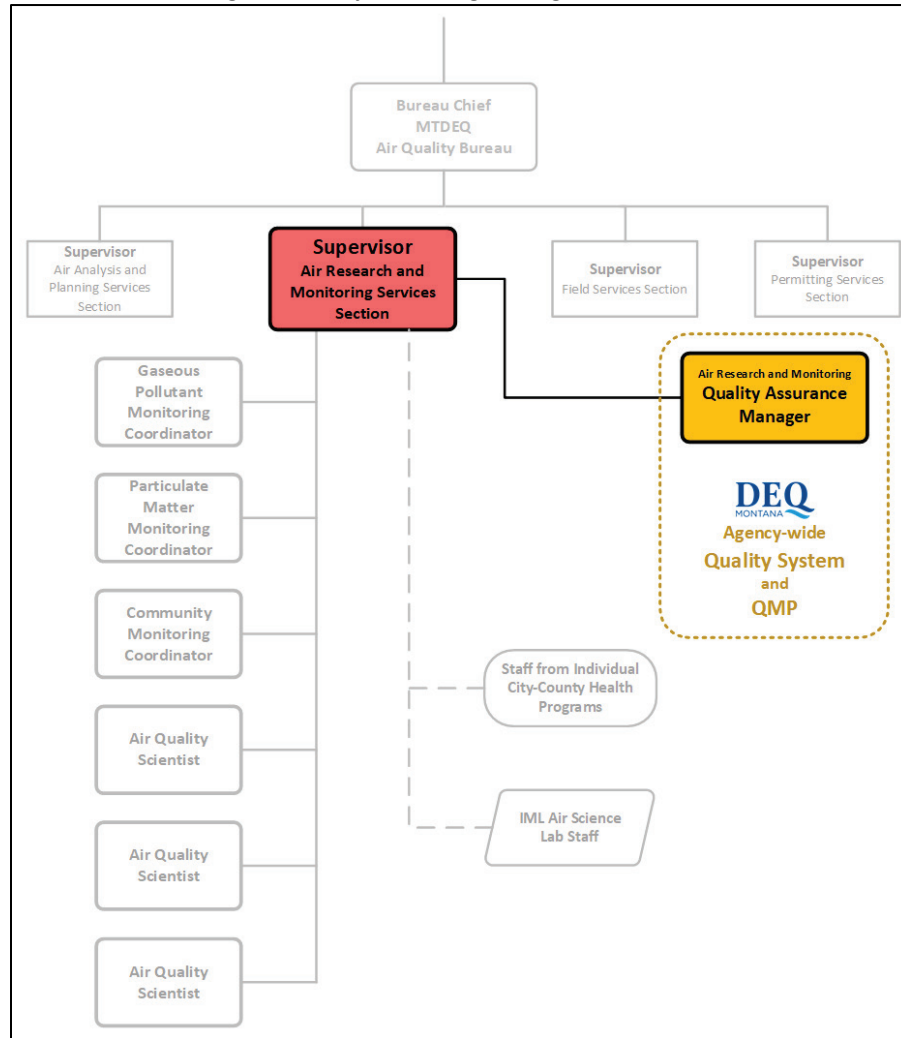 Bureau Chief
MTDEQ
Air Quality Bureau
Supervisor
Air Analysis and
Planning Services
Section
Supervisor
Air Research and
Monitoring Services
Section
Supervisor
Field Services Section
Supervisor
Permitting Services
Section
Gaseous
Pollutant
Monitoring
Coordinator
Air Research and Monitoring
Quality Assurance
Manager
Particulate
Matter
Monitoring
Coordinator
DEQ
MONTANA
Agency-wide
Quality System
and
QMP
Community
Monitoring
Coordinator
Staff from Individual
City-County Health
Programs
Air Quality
Scientist
IML Air Science
Lab Staff
Air Quality
Scientist
Air Quality
Scientist